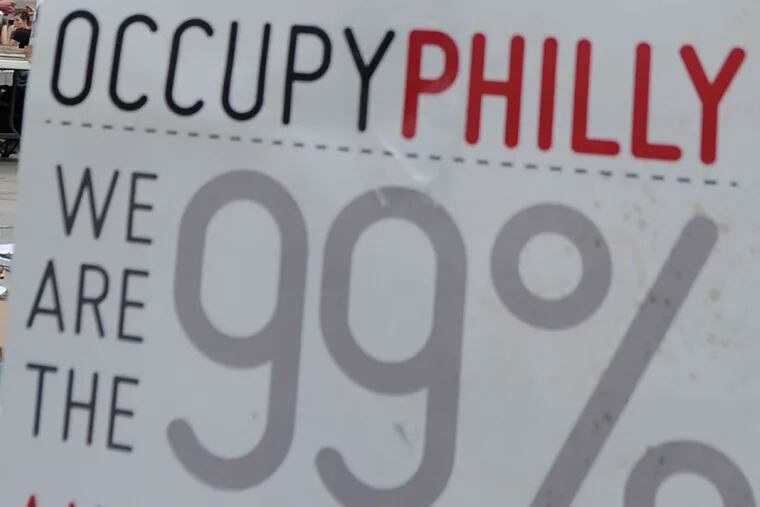 OCCUPYPHILLY
WE
ARE
THE
99%